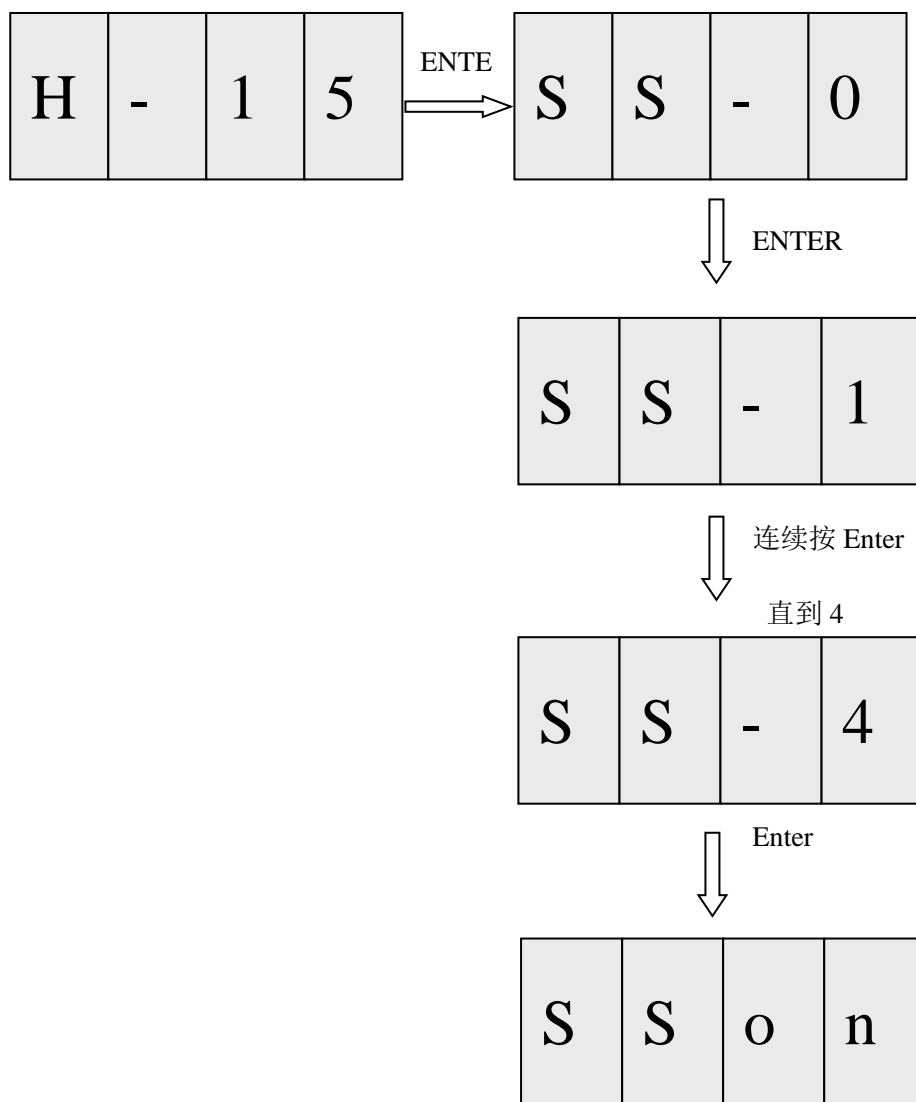 H - 1 5
ENTE
S S - 0
ENTER
S S - 1
连续按 Enter
直到 4
S S - 4
Enter
S S o n